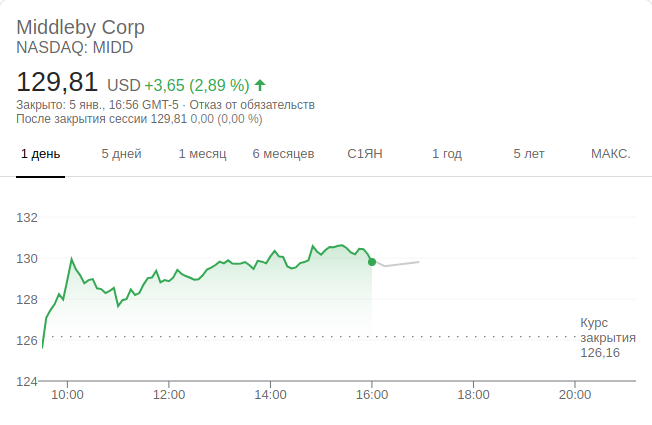 Middleby Corp
NASDAQ: MIDD
129,81 USD +3,65 (2,89 %)
Закрыто: 5 янв., 16:56 GMT-5 · Отказ от обязательств
После закрытия сессии 129,81 0,00 (0,00 %)
1 день 5 дней 1 месяц 6 месяцев С1ЯН 1 год 5 лет МАКС.
132
130
128
126
124
Курс
закрытия
126,16
10:00 12:00 14:00 16:00 18:00 20:00